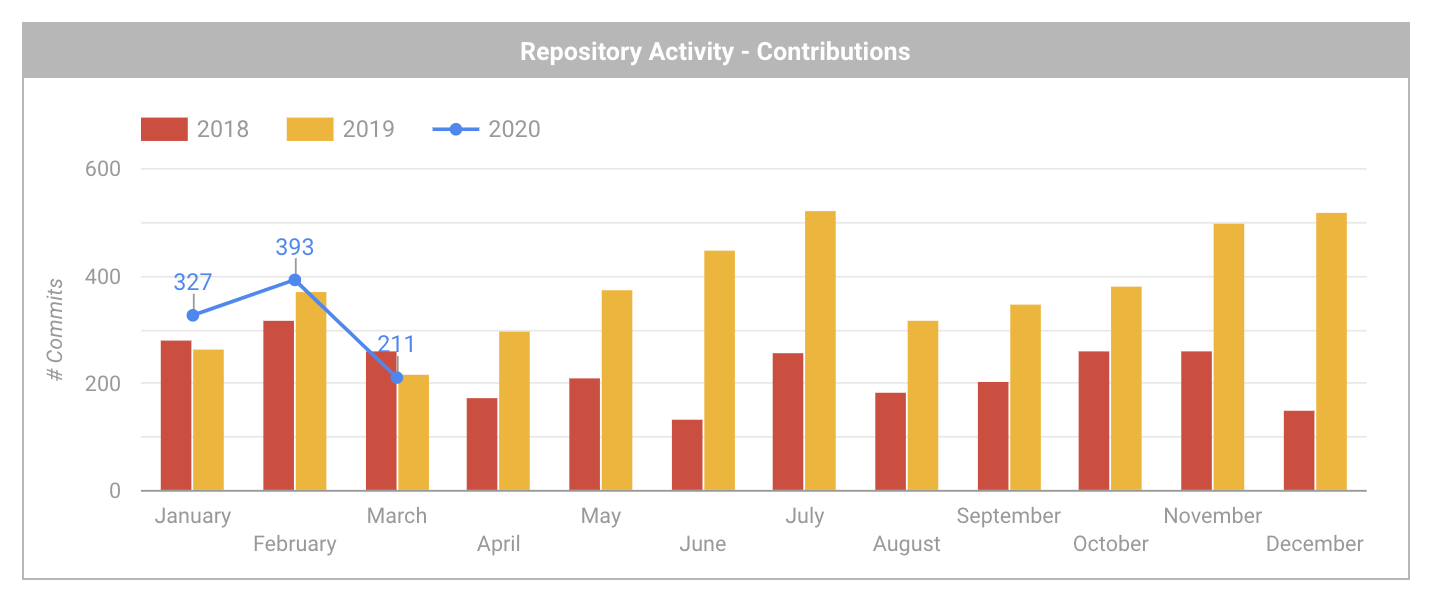 Repository Activity - Contributions
2018 2019 2020
600
400
200
0
# Commits
327
393
211
January March May July September November
February April June August October December